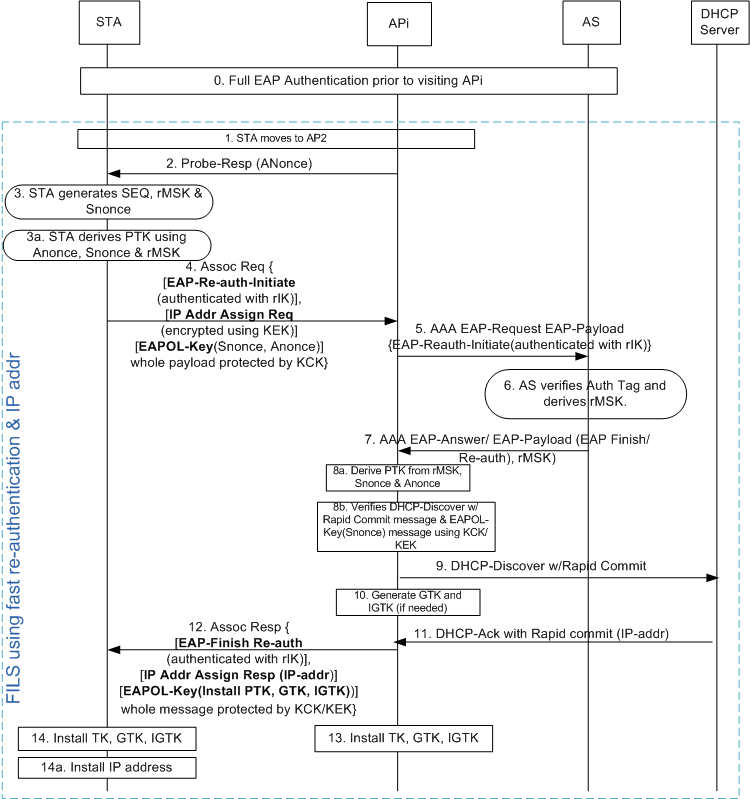 STA
APi
AS
DHCP
Server
0. Full EAP Authentication prior to visiting APi
1. STA moves to AP2
2. Probe-Resp (ANonce)
3. STA generates SEQ, rMSK &
Snonce
3a. STA derives PTK using
Anonce, Snonce & rMSK
4. Assoc Req {
[EAP-Re-auth-Initiate
(authenticated with rIK)],
[IP Addr Assign Req
(encrypted using KEK)]
[EAPOL-Key(Snonce, Anonce)]
whole payload protected by KCK}
5. AAA EAP-Request EAP-Payload
{EAP-Reauth-Initiate(authenticated with rIK)}
6. AS verifies Auth Tag and
derives rMSK.
7. AAA EAP-Answer/ EAP-Payload (EAP Finish/
Re-auth), rMSK)
8a. Derive PTK from rMSK,
Snonce & Anonce
8b. Verifies DHCP-Discover w/
Rapid Commit message & EAPOL-
Key(Snonce) message using KCK/
KEK
9. DHCP-Discover w/Rapid Commit
10. Generate GTK and
IGTK (if needed)
11. DHCP-Ack with Rapid commit (IP-addr)
12. Assoc Resp {
[EAP-Finish Re-auth
(authenticated with rIK)],
[IP Addr Assign Resp (IP-addr)]
[EAPOL-Key(Install PTK, GTK, IGTK))]
whole message protected by KCK/KEK}
13. Install TK, GTK, IGTK
14. Install TK, GTK, IGTK
14a. Install IP address
FILS using fast re-authentication & IP addr